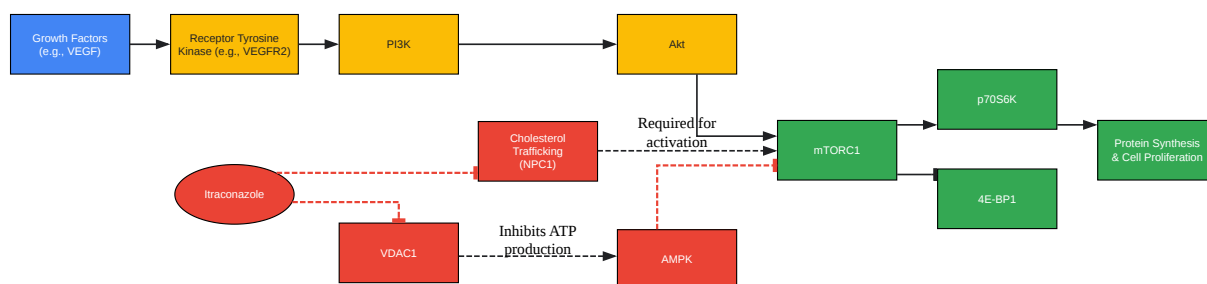 Growth Factors
(e.g., VEGF)
Receptor Tyrosine
Kinase (e.g., VEGFR2)
PI3K
Akt
Cholesterol
Trafficking
(NPC1)
Required for
activation
mTORC1
p70S6K
Protein Synthesis
& Cell Proliferation
4E-BP1
Itraconazole
VDAC1
Inhibits ATP
production
AMPK